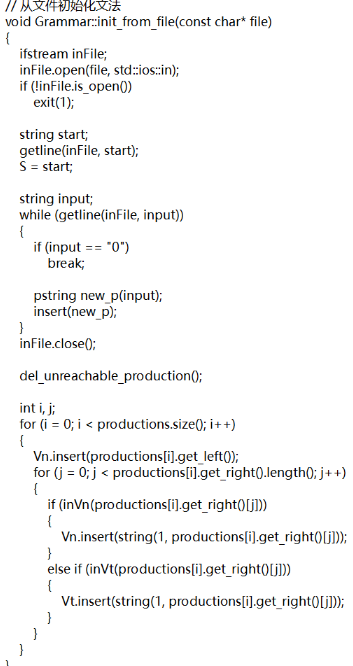 // 从文件初始化文法
void Grammar::init_from_file(const char* file)
{
    ifstream inFile;
    inFile.open(file, std::ios::in);
    if (!inFile.is_open())
        exit(1);

    string start;
    getline(inFile, start);
    S = start;

    string input;
    while (getline(inFile, input))
    {
        if (input == "0")
            break;

        pstring new_p(input);
        insert(new_p);
    }
    inFile.close();

    del_unreachable_production();

    int i, j;
    for (i = 0; i < productions.size(); i++)
    {
        Vn.insert(productions[i].get_left());
        for (j = 0; j < productions[i].get_right().length(); j++)
        {
            if (inVn(productions[i].get_right()[j]))
            {
                Vn.insert(string(1, productions[i].get_right()[j]));
            }
            else if (inVt(productions[i].get_right()[j]))
            {
                Vt.insert(string(1, productions[i].get_right()[j]));
            }
        }
    }
}